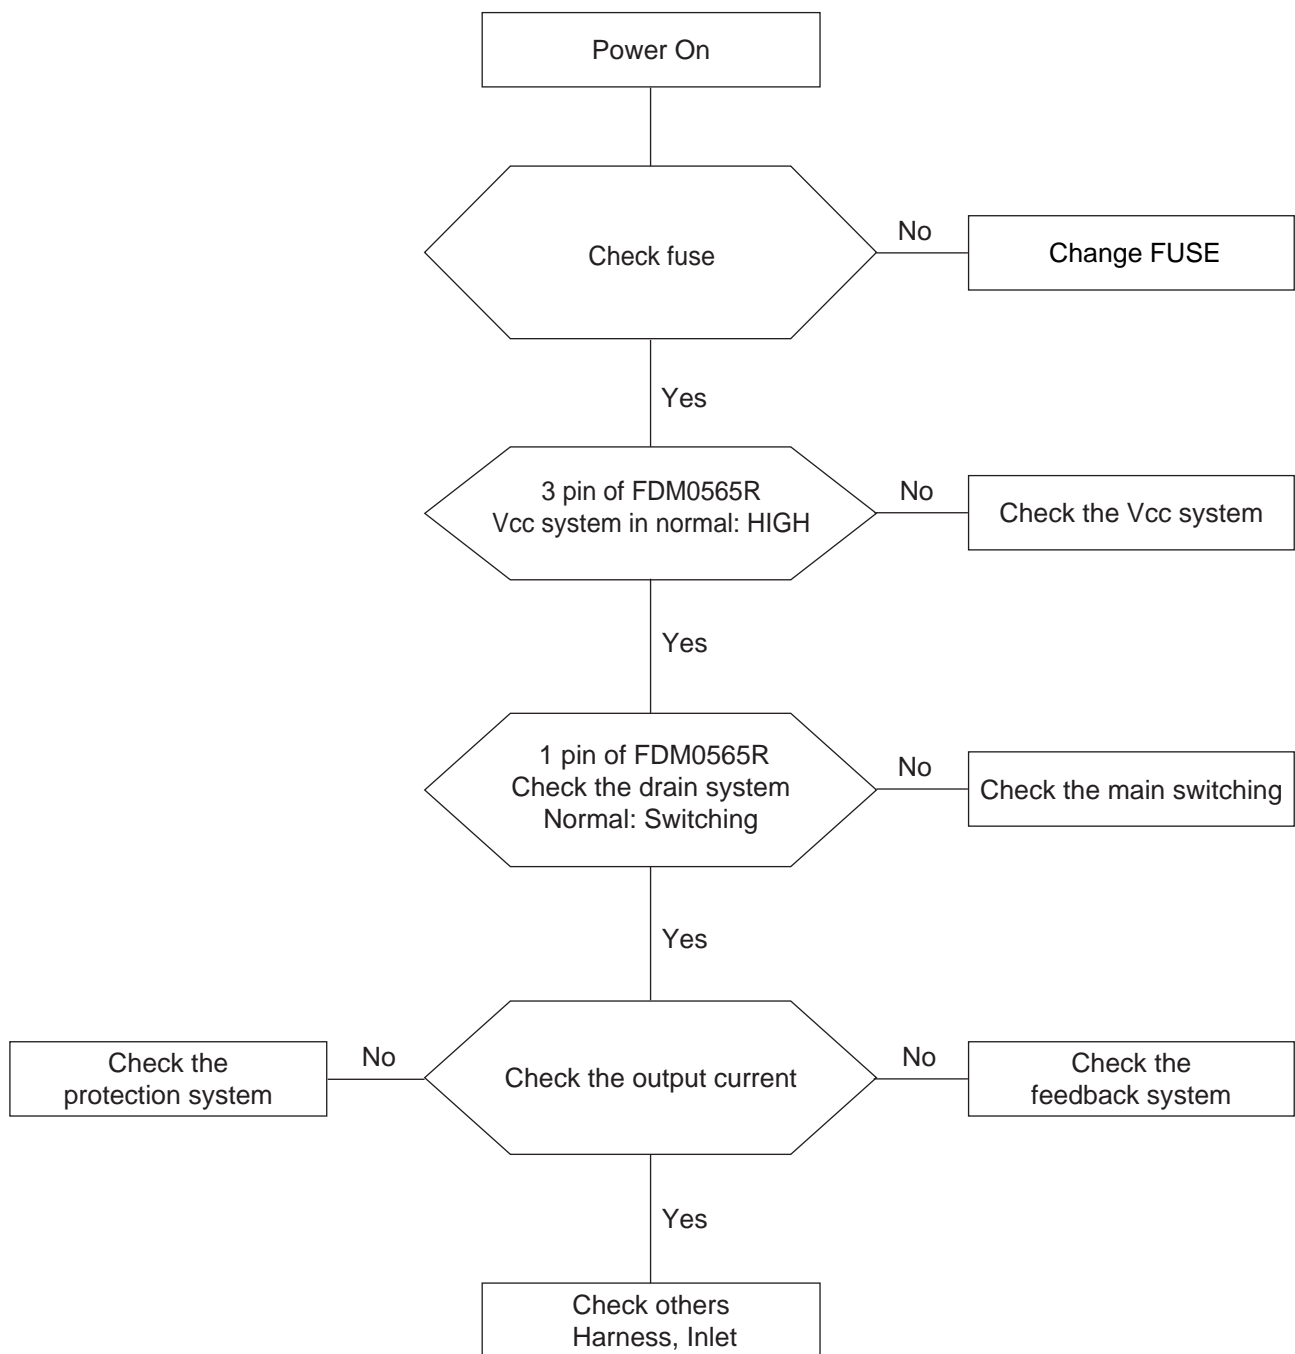 Power On
Check fuse
No
Change FUSE
Yes
3 pin of FDM0565R
Vcc system in normal: HIGH
No
Check the Vcc system
Yes
1 pin of FDM0565R
Check the drain system
Normal: Switching
No
Check the main switching
Yes
Check the
protection system
No
Check the output current
No
Check the
feedback system
Yes
Check others
Harness, Inlet